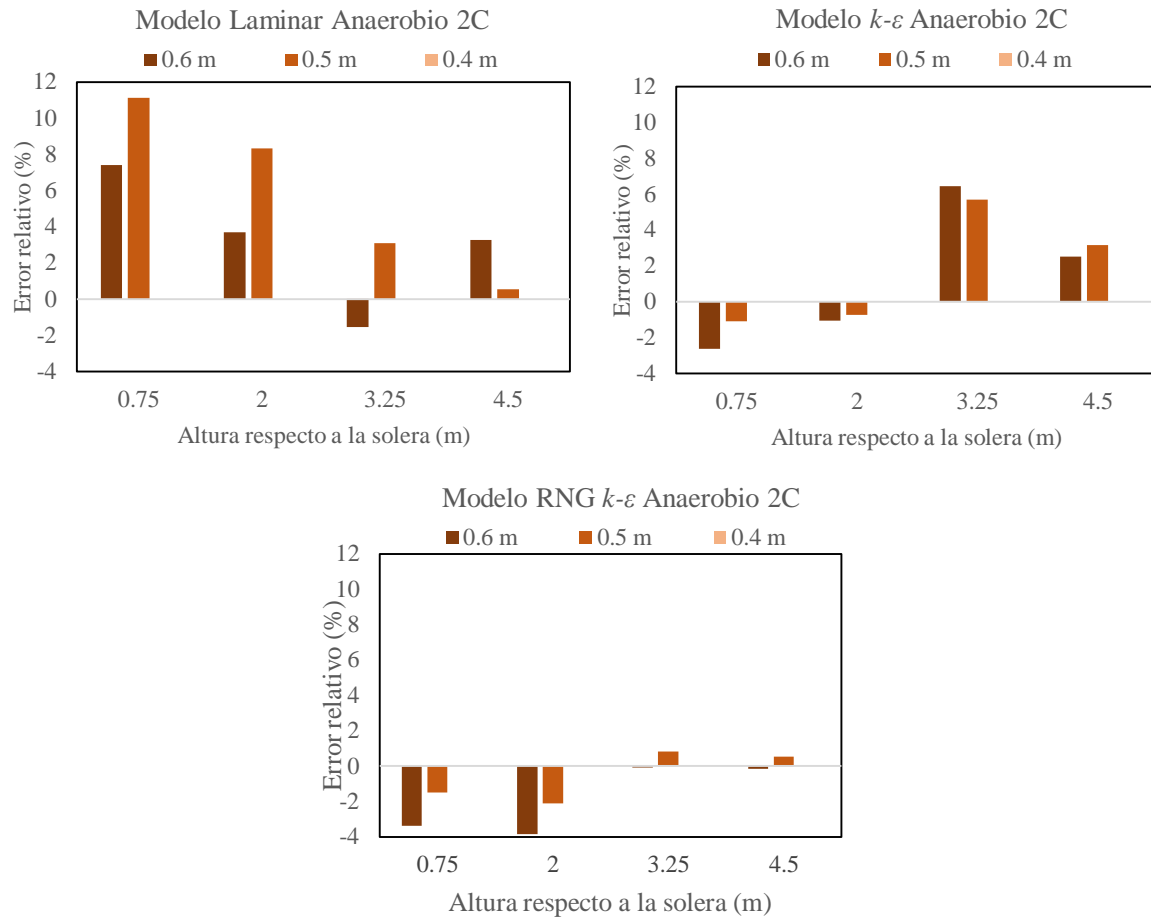 Modelo Laminar Anaerobio 2C
0.6 m 0.5 m 0.4 m
Error relativo (%)
12
10
8
6
4
2
0
-2
-4
0.75 2 3.25 4.5
Altura respecto a la solera (m)
Modelo k-ε Anaerobio 2C
0.6 m 0.5 m 0.4 m
Error relativo (%)
12
10
8
6
4
2
0
-2
-4
0.75 2 3.25 4.5
Altura respecto a la solera (m)
Modelo RNG k-ε Anaerobio 2C
0.6 m 0.5 m 0.4 m
Error relativo (%)
12
10
8
6
4
2
0
-2
-4
0.75 2 3.25 4.5
Altura respecto a la solera (m)